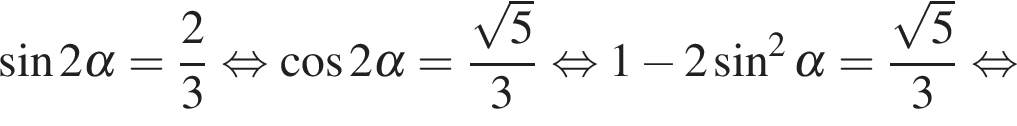 sin 2α = 2/3 ⇔ cos 2α = √5/3 ⇔ 1 − 2 sin² α = √5/3 ⇔